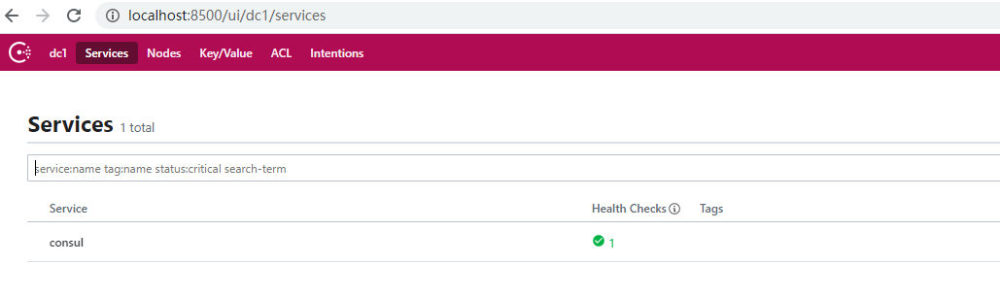 localhost:8500/ui/dc1/services
dc1 Services Nodes Key/Value ACL Intentions
Services 1 total
service:name tag:name status:critical search-term
Service Health Checks Tags
consul 1